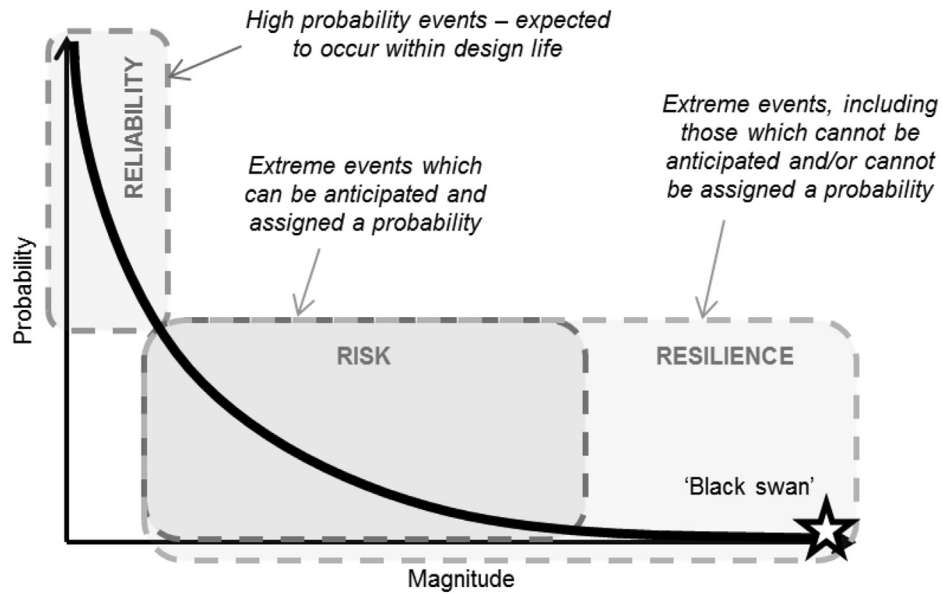 High probability events – expected
to occur within design life
RELIABILITY
Extreme events, including
those which cannot be
anticipated and/or cannot
be assigned a probability
Extreme events which
can be anticipated and
assigned a probability
Probability
RISK
RESILIENCE
‘Black swan’
Magnitude